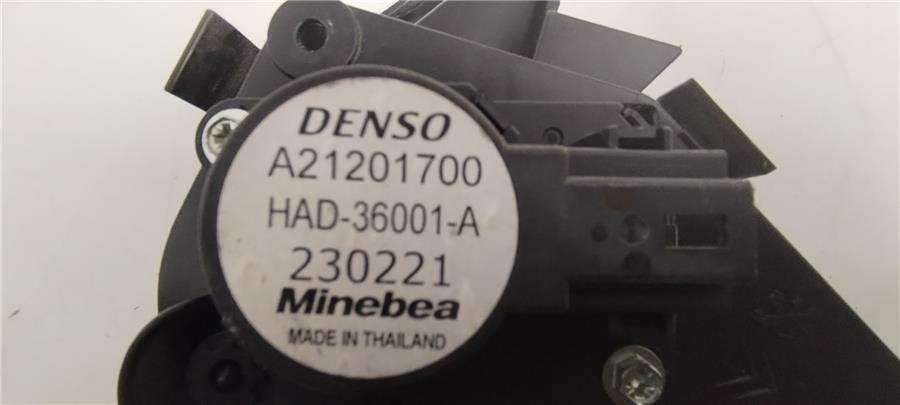 DENSO
A21201700
HAD-36001-A
230221
Minebea
MADE IN THAILAND